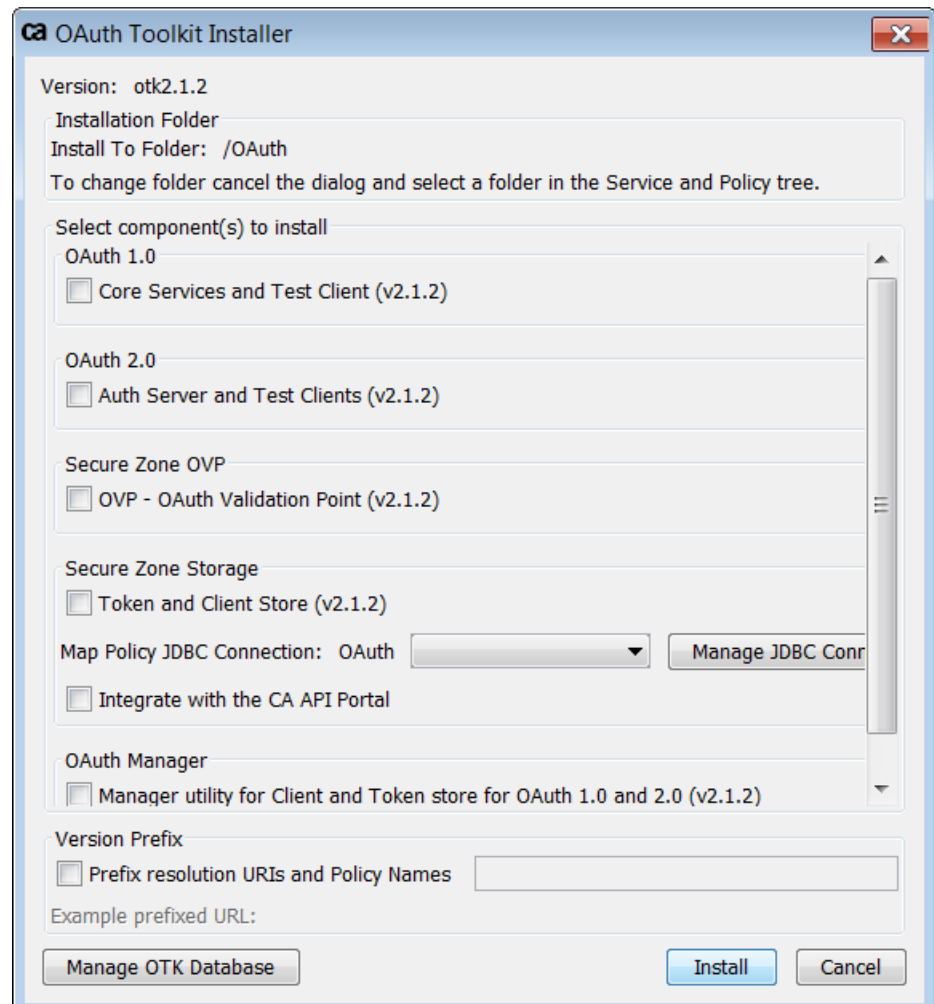 ca OAuth Toolkit Installer
Version: otk2.1.2
Installation Folder
Install To Folder: /OAuth
To change folder cancel the dialog and select a folder in the Service and Policy tree.
Select component(s) to install
OAuth 1.0
Core Services and Test Client (v2.1.2)
OAuth 2.0
Auth Server and Test Clients (v2.1.2)
Secure Zone OVP
OVP - OAuth Validation Point (v2.1.2)
Secure Zone Storage
Token and Client Store (v2.1.2)
Map Policy JDBC Connection: OAuth Manage JDBC Conr
Integrate with the CA API Portal
OAuth Manager
Manager utility for Client and Token store for OAuth 1.0 and 2.0 (v2.1.2)
Version Prefix
Prefix resolution URIs and Policy Names
Example prefixed URL:
Manage OTK Database Install Cancel